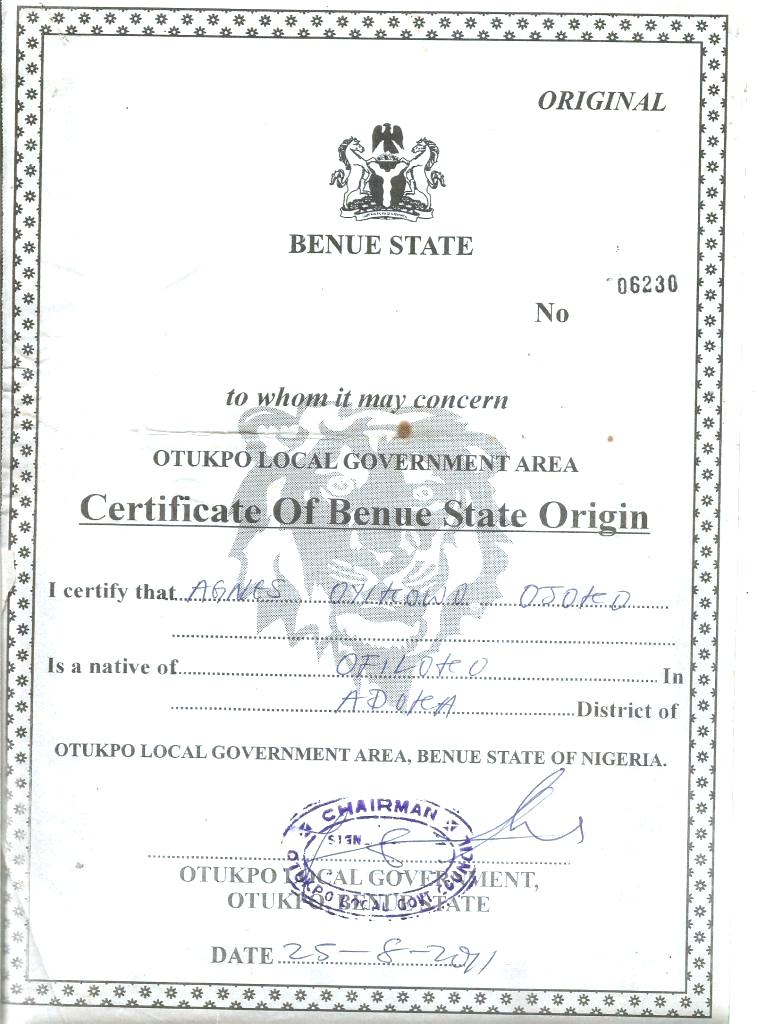 ORIGINAL
BENUE STATE
06230
No
to whom it may concern
OTUKPO LOCAL GOVERNMENT AREA
Certificate Of Benue State Origin
I certify that AGNES OYIKOWO OJOKO
Is a native of OFILOKO In
ADOKA District of
OTUKPO LOCAL GOVERNMENT AREA, BENUE STATE OF NIGERIA.
CHAIRMAN
SIGN
OTUKPO LOCAL GOVT. COUNCIL
OTUKPO LOCAL GOVERNMENT,
OTUKPO BENUE STATE
DATE 25-8-2011